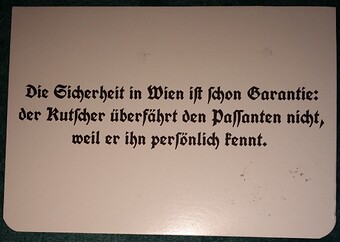 Die Sicherheit in Wien iſt ſchon Garantie:
der Kutſcher überfährt den Paſſanten nicht,
weil er ihn perſönlich kennt.